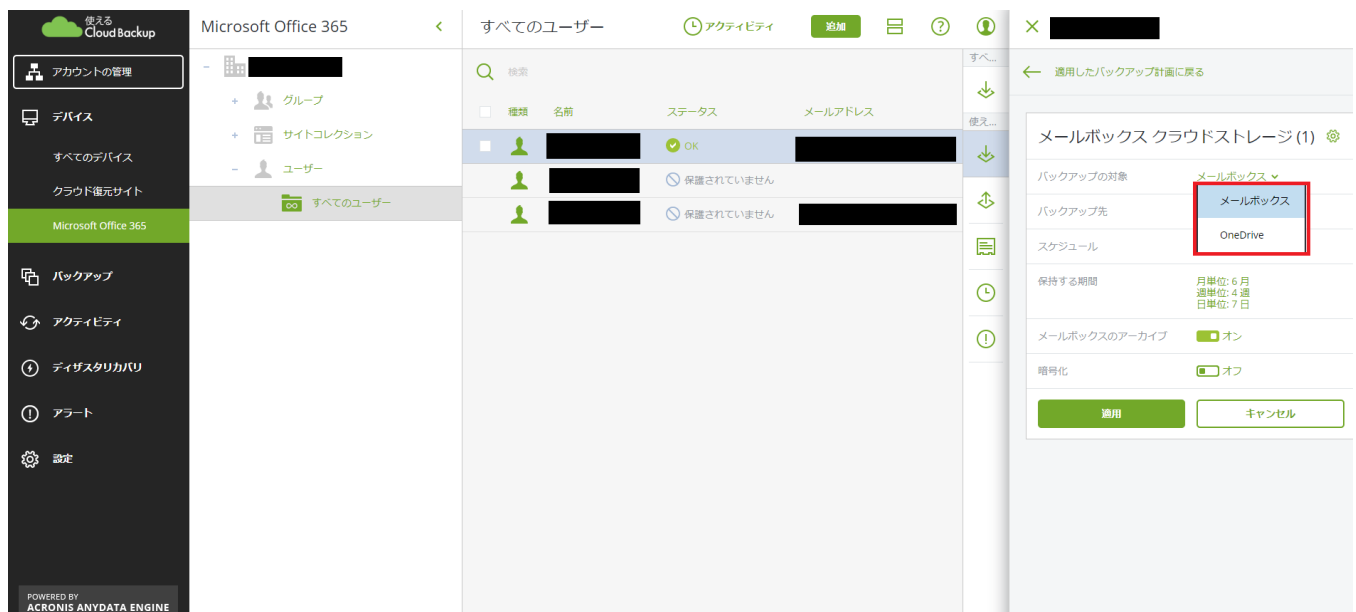 使える
Cloud Backup
アカウントの管理
デバイス
すべてのデバイス
クラウド復元サイト
Microsoft Office 365
バックアップ
アクティビティ
ディザスタリカバリ
アラート
設定
POWERED BY
ACRONIS ANYDATA ENGINE
Microsoft Office 365
グループ
サイトコレクション
ユーザー
すべてのユーザー
すべてのユーザー
アクティビティ
追加
検索
種類 名前 ステータス メールアドレス
OK
保護されていません
保護されていません
すべ...
使え...
適用したバックアップ計画に戻る
メールボックス クラウドストレージ (1)
バックアップの対象 メールボックス
メールボックス
バックアップ先
OneDrive
スケジュール
保持する期間 月単位: 6 月
週単位: 4 週
日単位: 7 日
メールボックスのアーカイブ オン
暗号化 オフ
適用 キャンセル